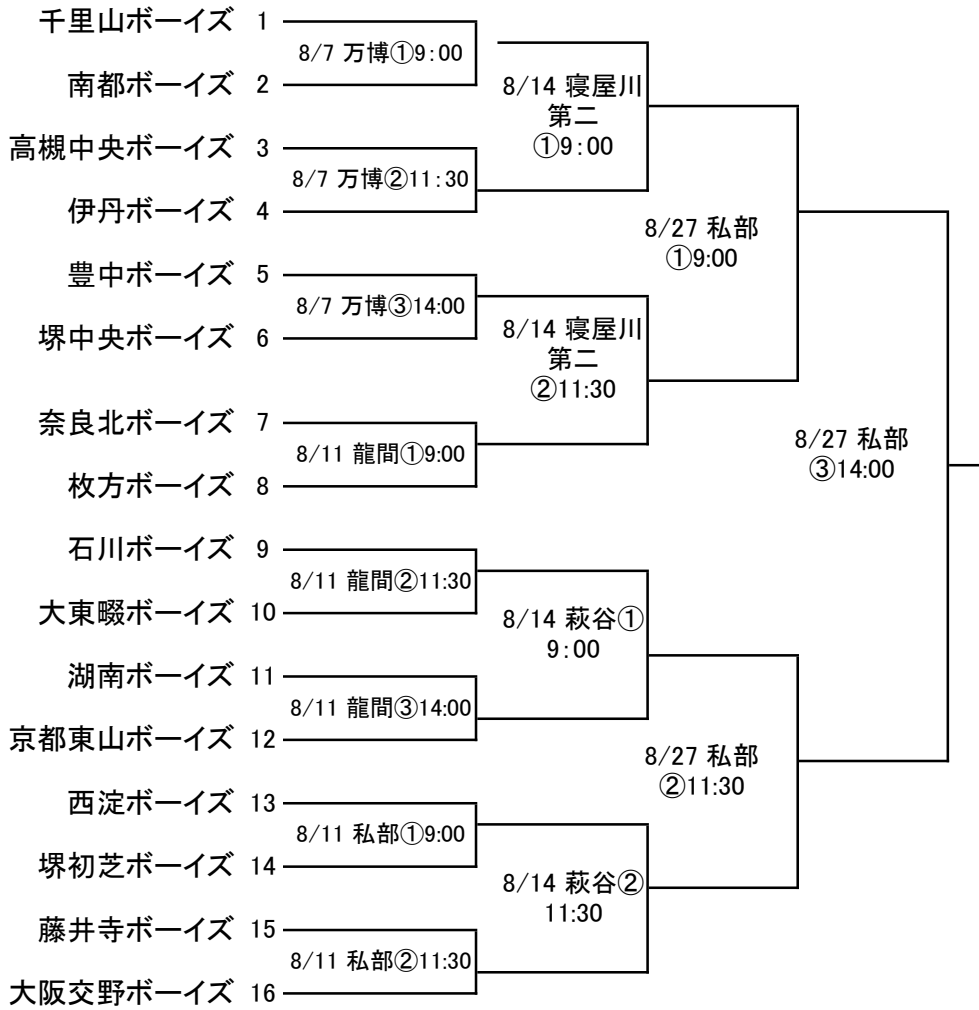 千里山ボーイズ 1
8/7 万博①9:00
南都ボーイズ 2
8/14 寝屋川
第二
①9:00
高槻中央ボーイズ 3
8/7 万博②11:30
伊丹ボーイズ 4
8/27 私部
①9:00
豊中ボーイズ 5
8/7 万博③14:00
堺中央ボーイズ 6
8/14 寝屋川
第二
②11:30
奈良北ボーイズ 7
8/11 龍間①9:00
枚方ボーイズ 8
8/27 私部
③14:00
石川ボーイズ 9
8/11 龍間②11:30
大東畷ボーイズ 10
8/14 萩谷①
9:00
湖南ボーイズ 11
8/11 龍間③14:00
京都東山ボーイズ 12
8/27 私部
②11:30
西淀ボーイズ 13
8/11 私部①9:00
堺初芝ボーイズ 14
8/14 萩谷②
11:30
藤井寺ボーイズ 15
8/11 私部②11:30
大阪交野ボーイズ 16